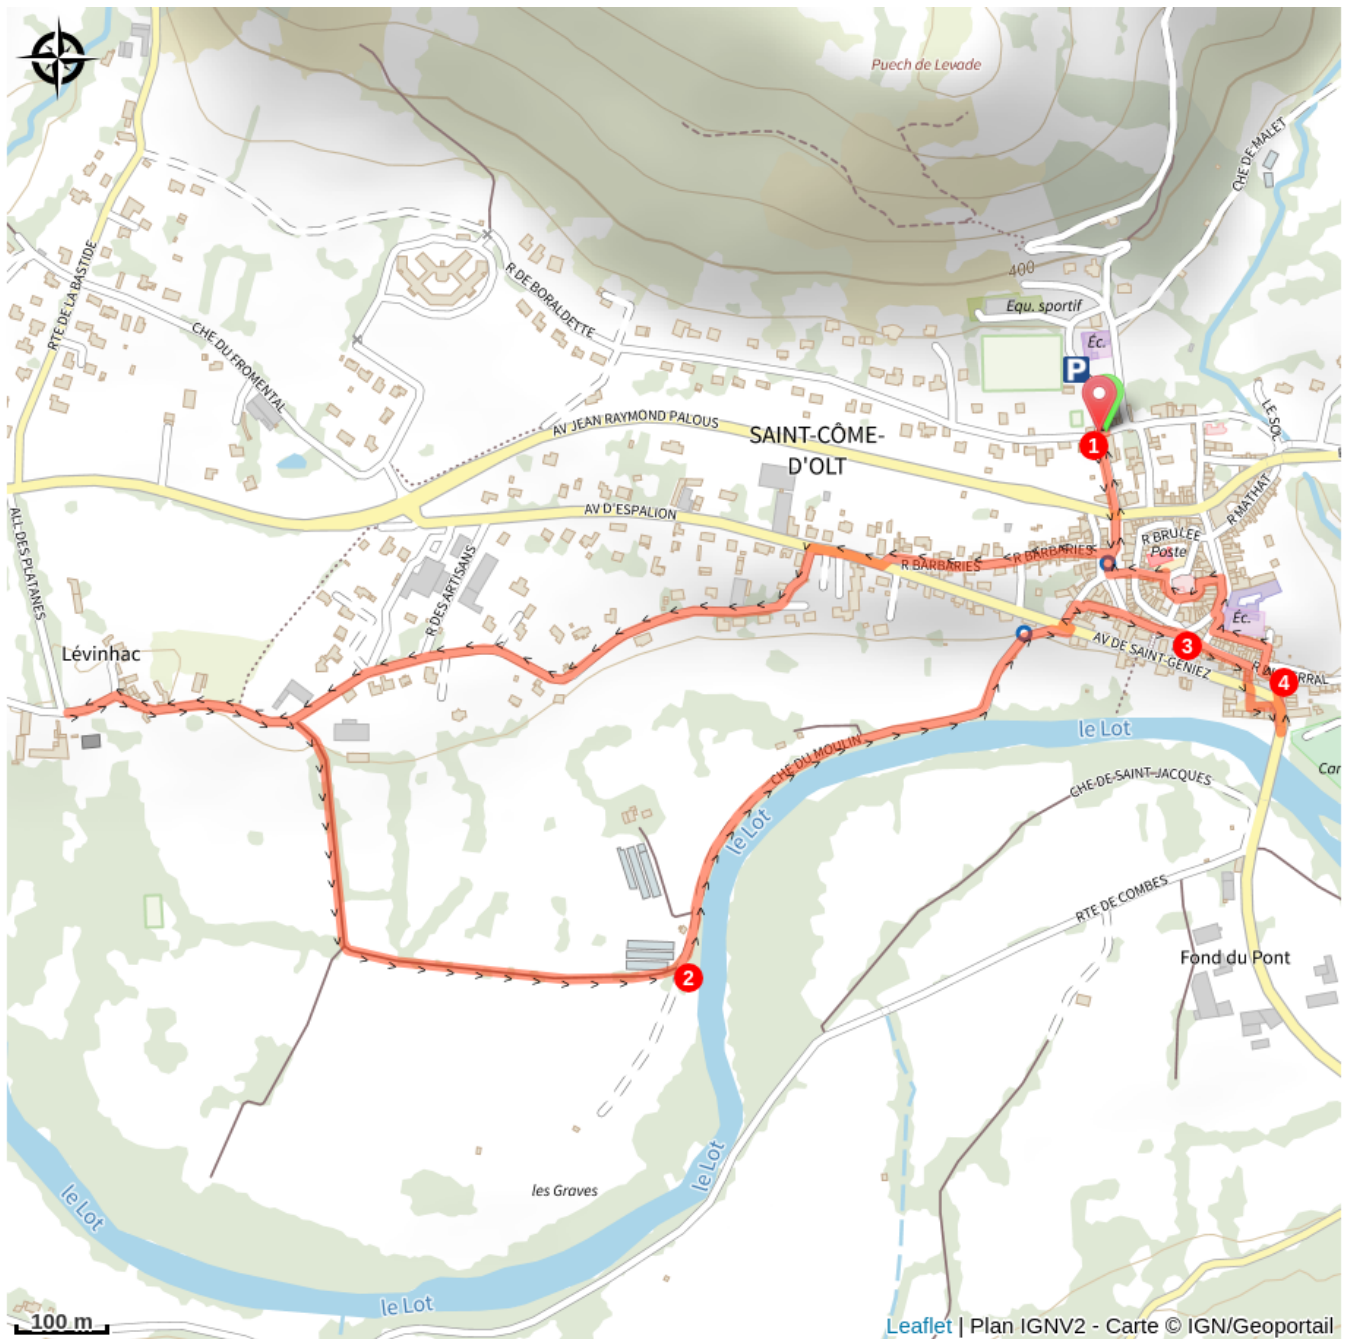 Puech de Levade
CHE DE MALET
400
Equ. sportif
Éc.
P
RTE DE LA BASTIDE
R DE BORALDETTE
CHE DU FROMENTAL
AV JEAN RAYMOND PALOUS
SAINT-CÔME-
D'OLT
1
LE SOL
R MATHAT
AV D'ESPALION
R BRULEE
Poste
R BARBARIES
R BARBARIES
ALL DES PLATANES
R DES ARTISANS
Éc.
Lévinhac
3
AV DE SAINT-GENIEZ
4
le Lot
CHE DU MOULIN
Car
CHE DE SAINT-JACQUES
le Lot
RTE DE COMBES
Fond du Pont
2
les Graves
le Lot
le Lot
le Lot
100 m
Leaflet | Plan IGNV2 - Carte © IGN/Geoportail